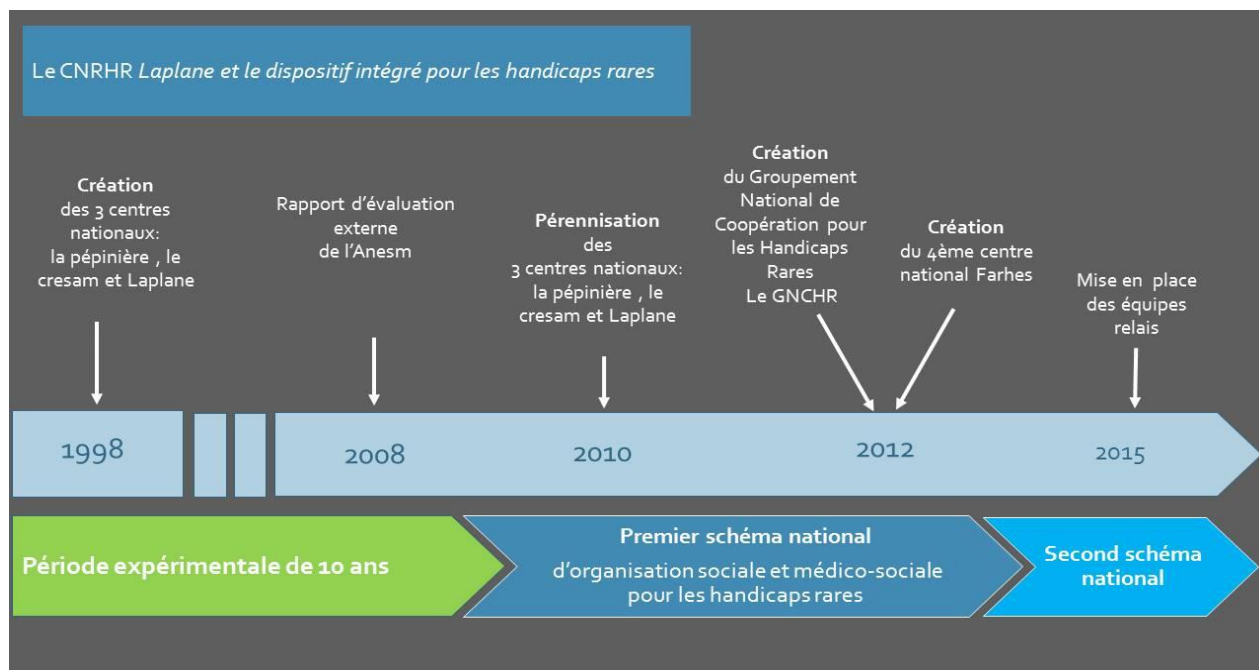 Le CNRHR Laplane et le dispositif intégré pour les handicaps rares
Création
des 3 centres
nationaux:
la pépinière , le
cresam et Laplane
Rapport d’évaluation
externe
de l’Anesm
Pérennisation
des
3 centres nationaux:
la pépinière , le
cresam et Laplane
Création
du Groupement
National de
Coopération pour
les Handicaps
Rares
Le GNCHR
Création
du 4ème centre
national Farhes
Mise en place
des équipes
relais
1998
2008
2010
2012
2015
Période expérimentale de 10 ans
Premier schéma national
d’organisation sociale et médico-sociale
pour les handicaps rares
Second schéma
national